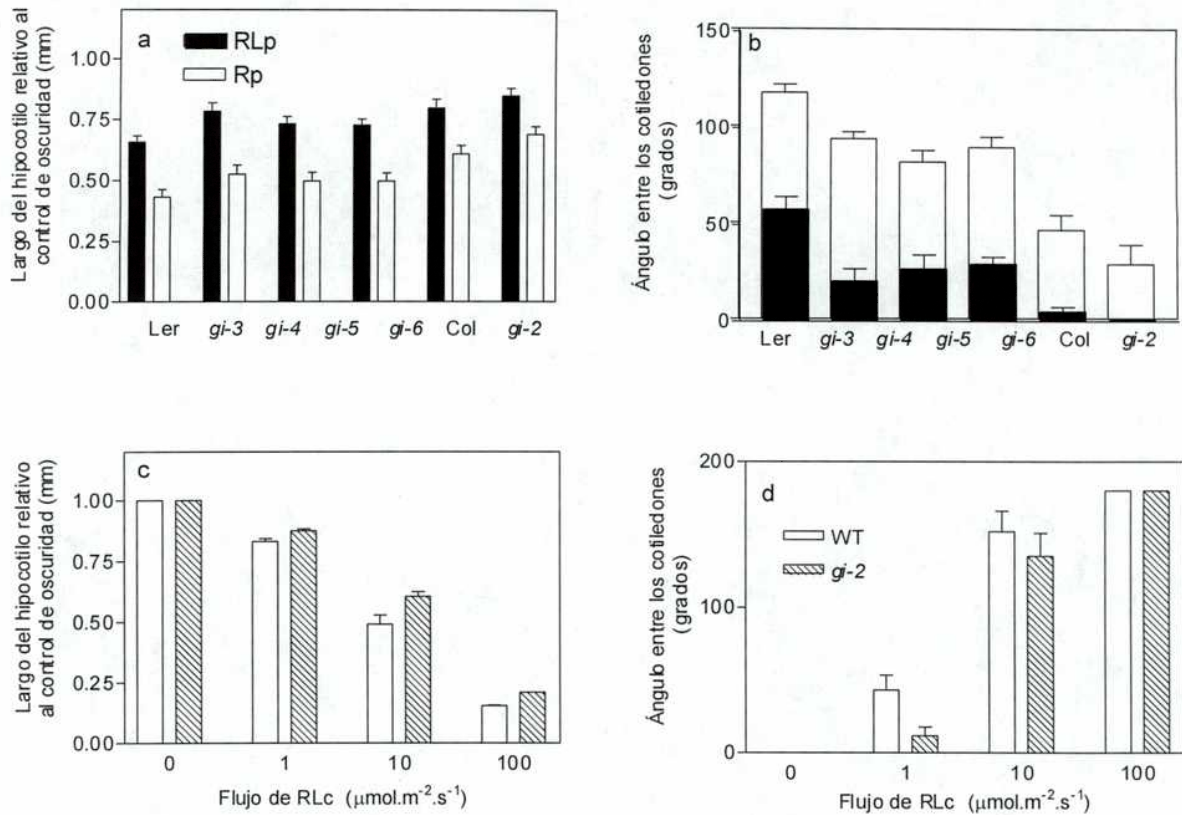 a
RLp
Rp
Largo del hipocotilo relativo al
control de oscuridad (mm)
1.00
0.75
0.50
0.25
0.00
Ler gi-3 gi-4 gi-5 gi-6 Col gi-2
b
Ángubo entre los cotiledones
(grados)
150
100
50
0
Ler gi-3 gi-4 gi-5 gi-6 Col gi-2
c
Largo del hipocotilo relativo
al control de oscuridad (mm)
1.00
0.75
0.50
0.25
0.00
0 1 10 100
Flujo de RLc (μmol.m-2.s-1)
d
WT
gi-2
Ángubo entre los cotiledones
(grados)
200
100
0
0 1 10 100
Flujo de RLc (μmol.m-2.s-1)